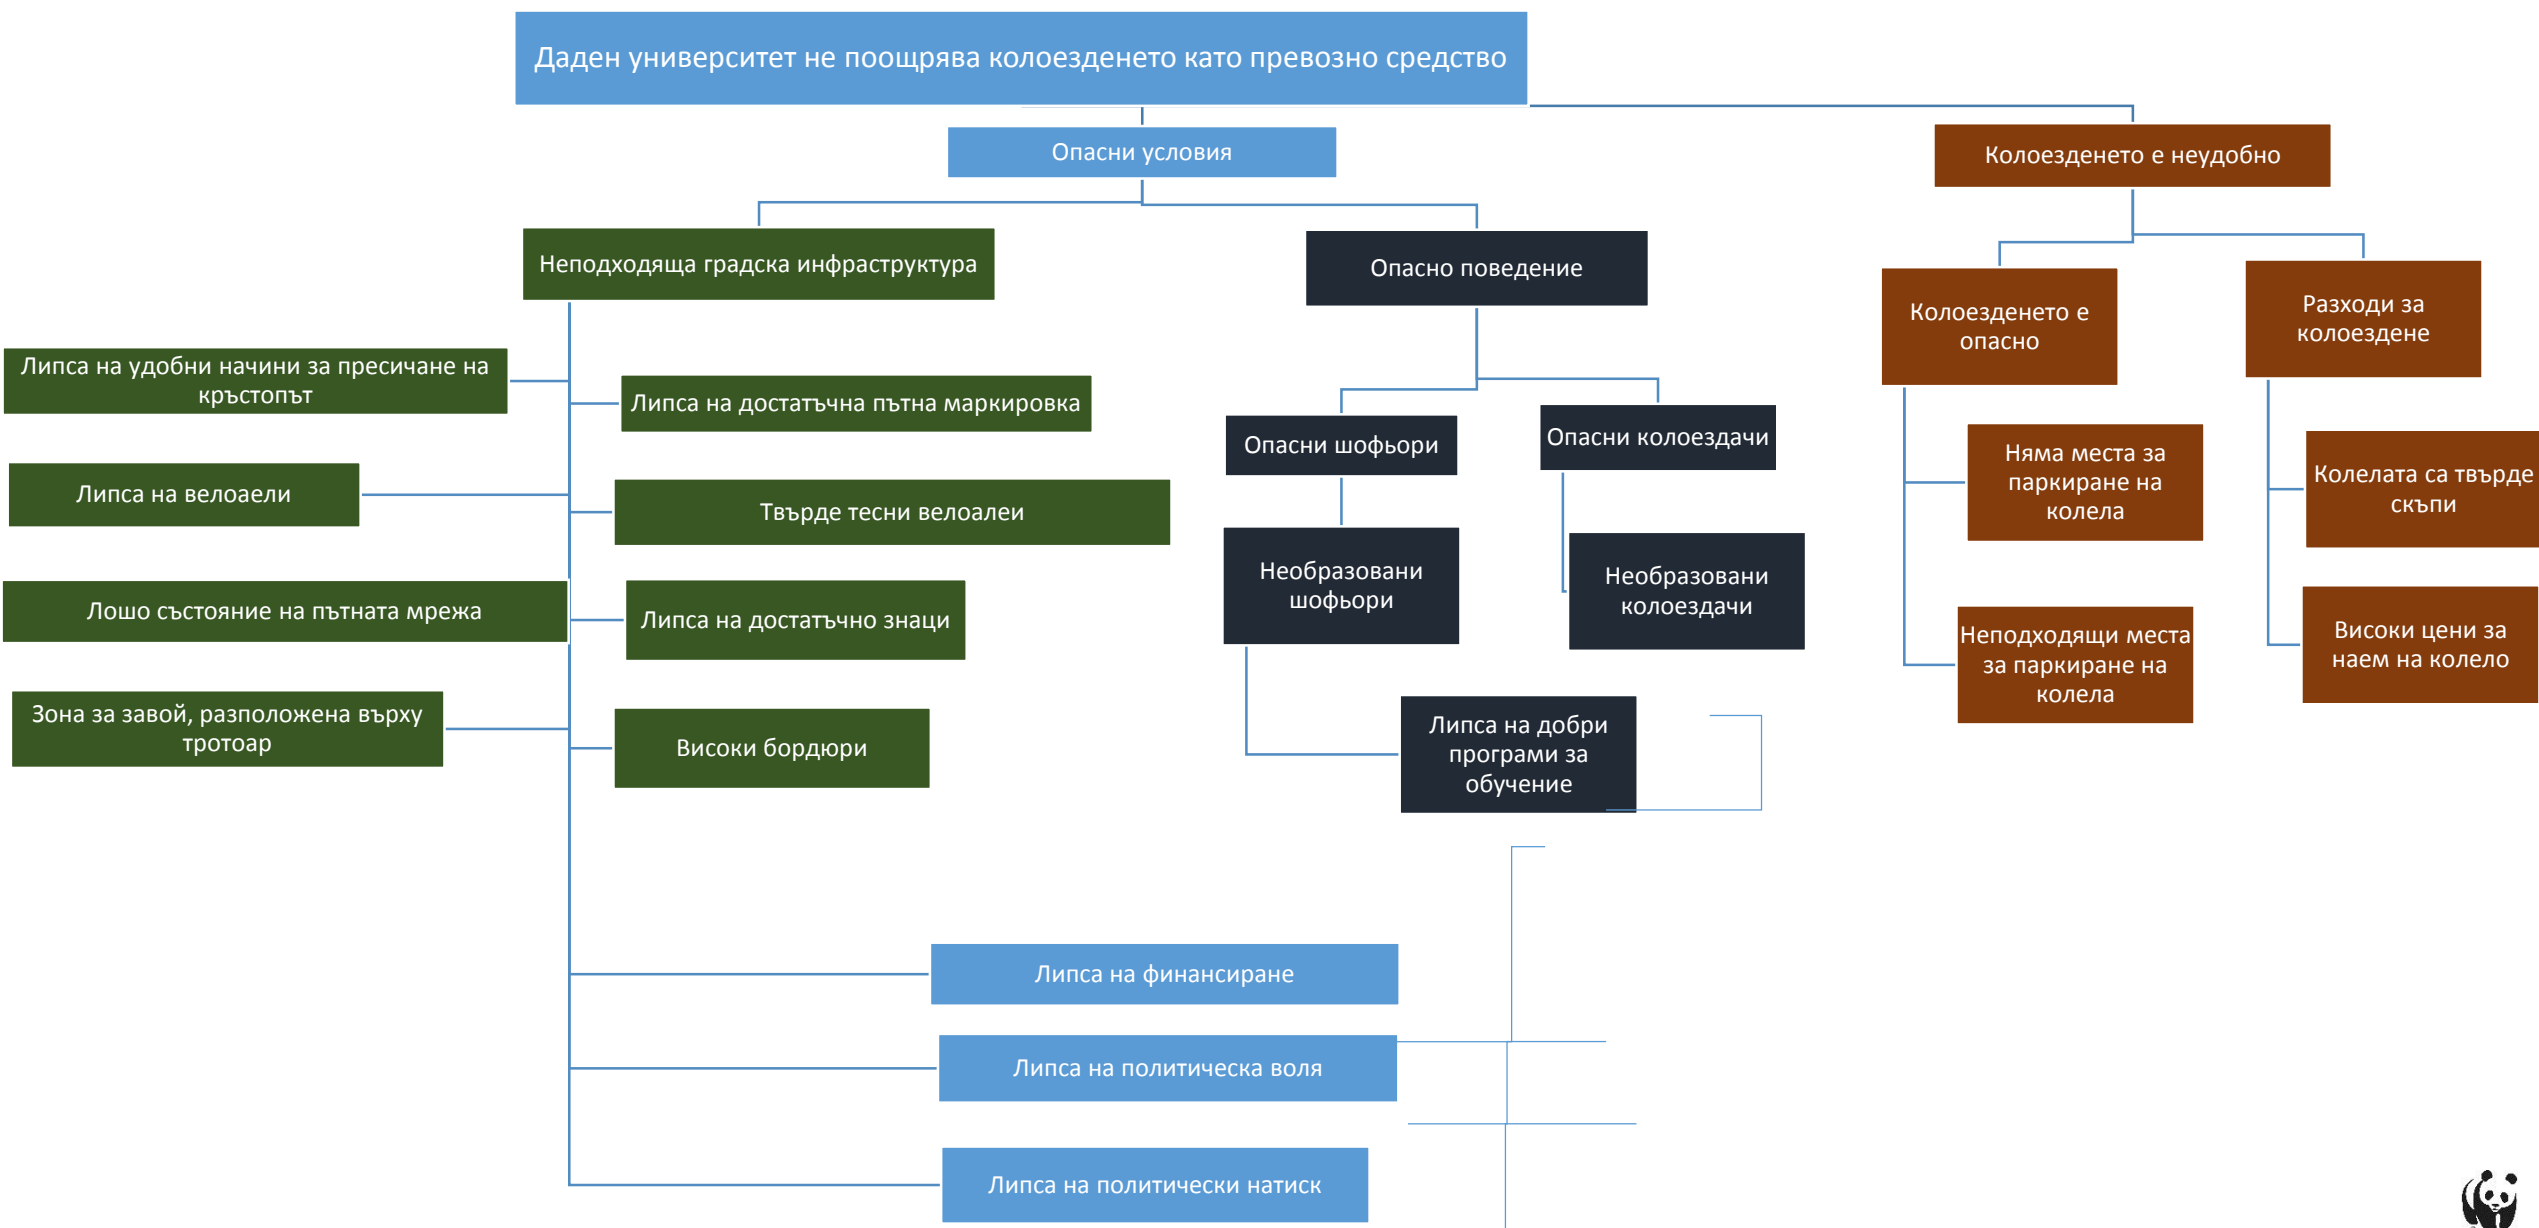 Даден университет не поощрява колоезденето като превозно средство
Опасни условия
Колоезденето е неудобно
Неподходяща градска инфраструктура
Опасно поведение
Колоезденето е
опасно
Разходи за
колоездене
Липса на удобни начини за пресичане на
кръстопът
Липса на достатъчна пътна маркировка
Опасни шофьори
Опасни колоездачи
Няма места за
паркиране на
колела
Колелата са твърде
скъпи
Липса на велоаели
Твърде тесни велоалеи
Необразовани
шофьори
Необразовани
колоездачи
Лошо състояние на пътната мрежа
Липса на достатъчно знаци
Неподходящи места
за паркиране на
колела
Високи цени за
наем на колело
Зона за завой, разположена върху
тротоар
Високи бордюри
Липса на добри
програми за
обучение
Липса на финансиране
Липса на политическа воля
Липса на политически натиск